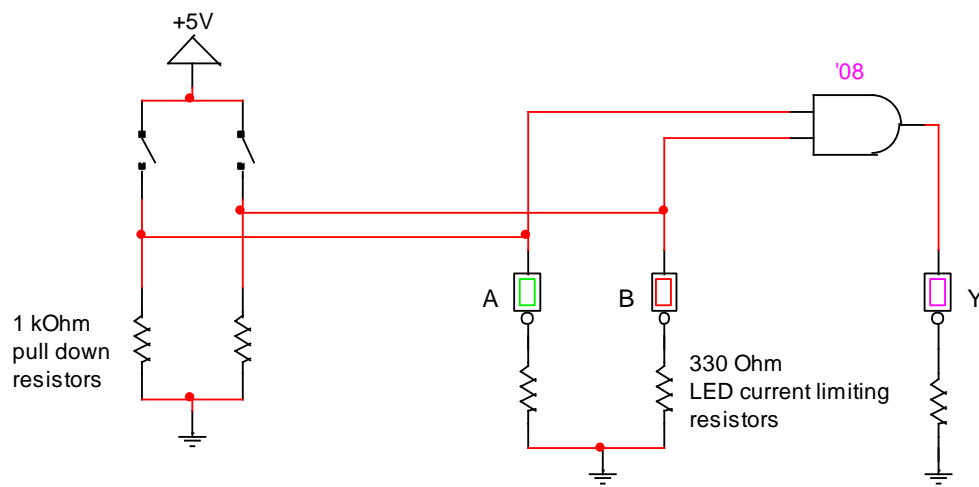 +5V
'08
A
B
Y
1 kOhm
pull down
resistors
330 Ohm
LED current limiting
resistors